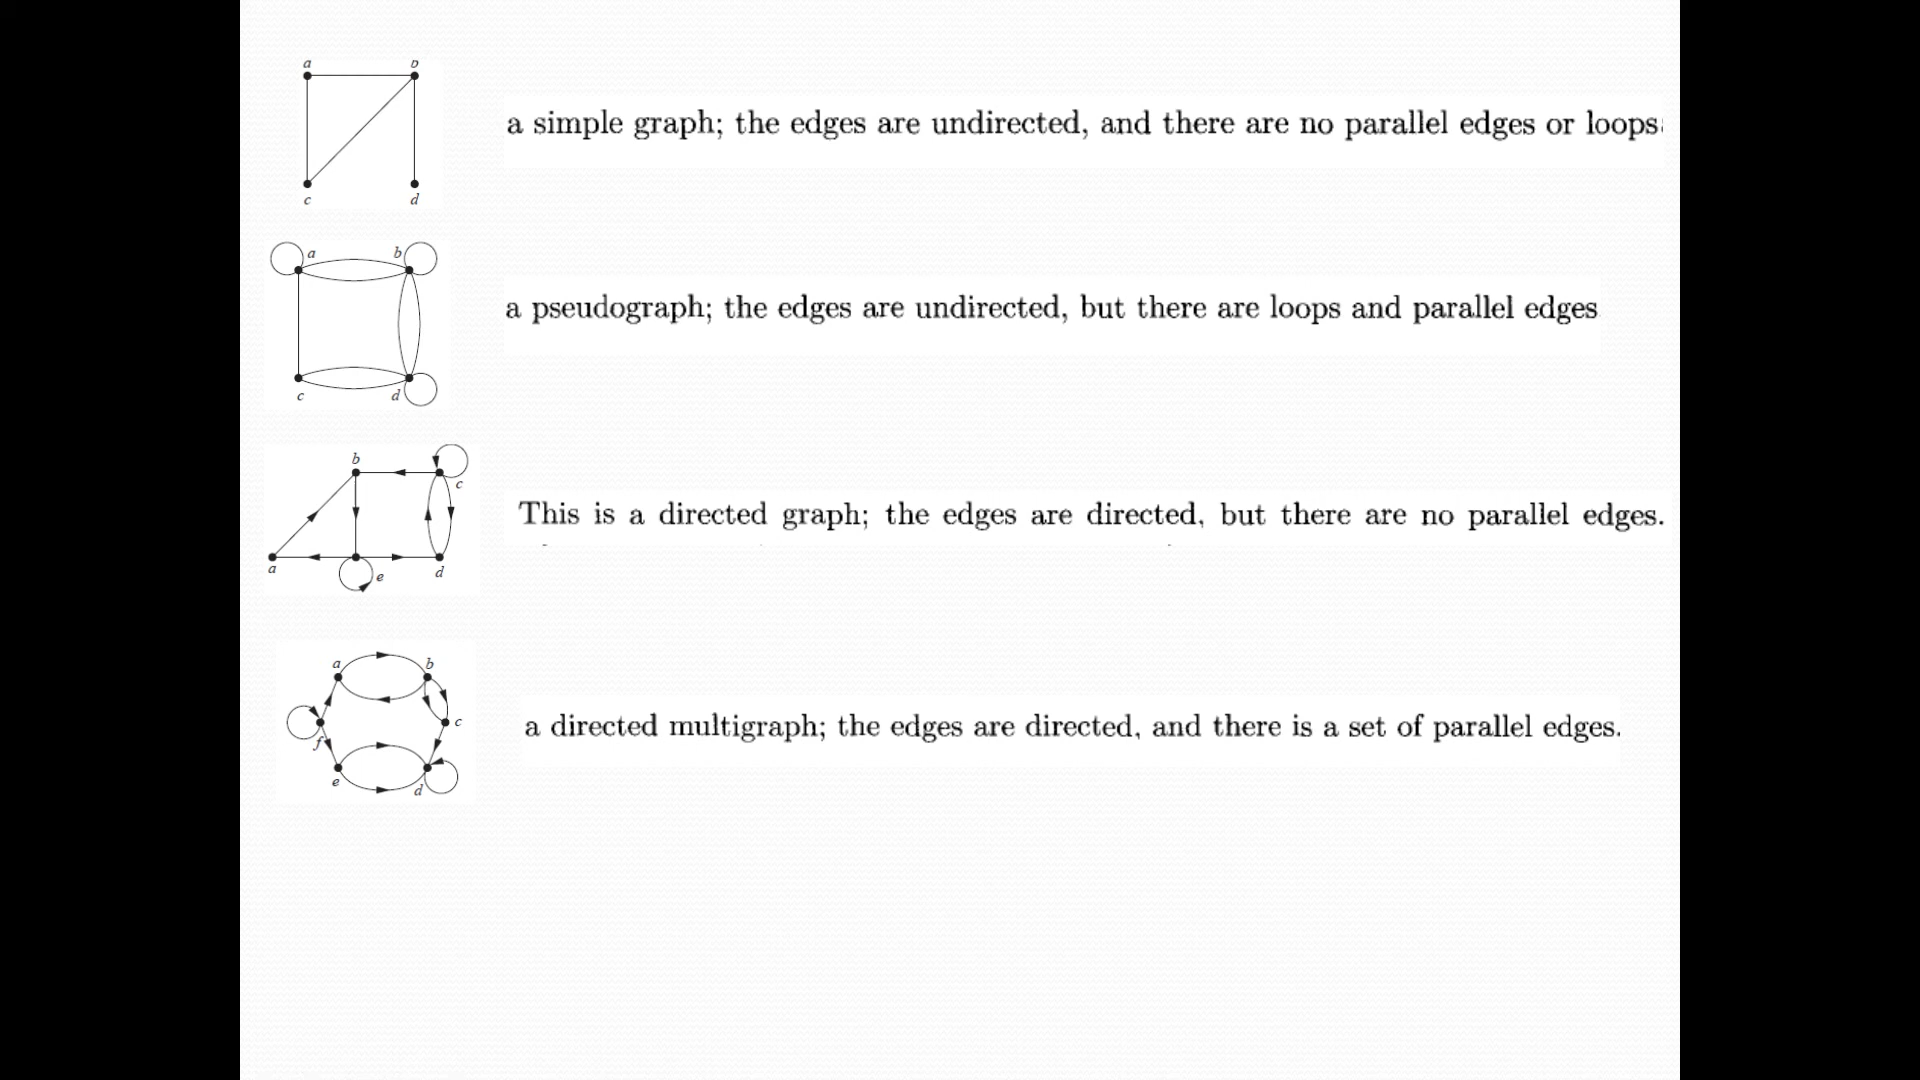 a b
a simple graph; the edges are undirected, and there are no parallel edges or loops
c d
a b
a pseudograph; the edges are undirected, but there are loops and parallel edges
c d
b
c
This is a directed graph; the edges are directed, but there are no parallel edges.
a e d
a b
c
a directed multigraph; the edges are directed, and there is a set of parallel edges.
f
e d